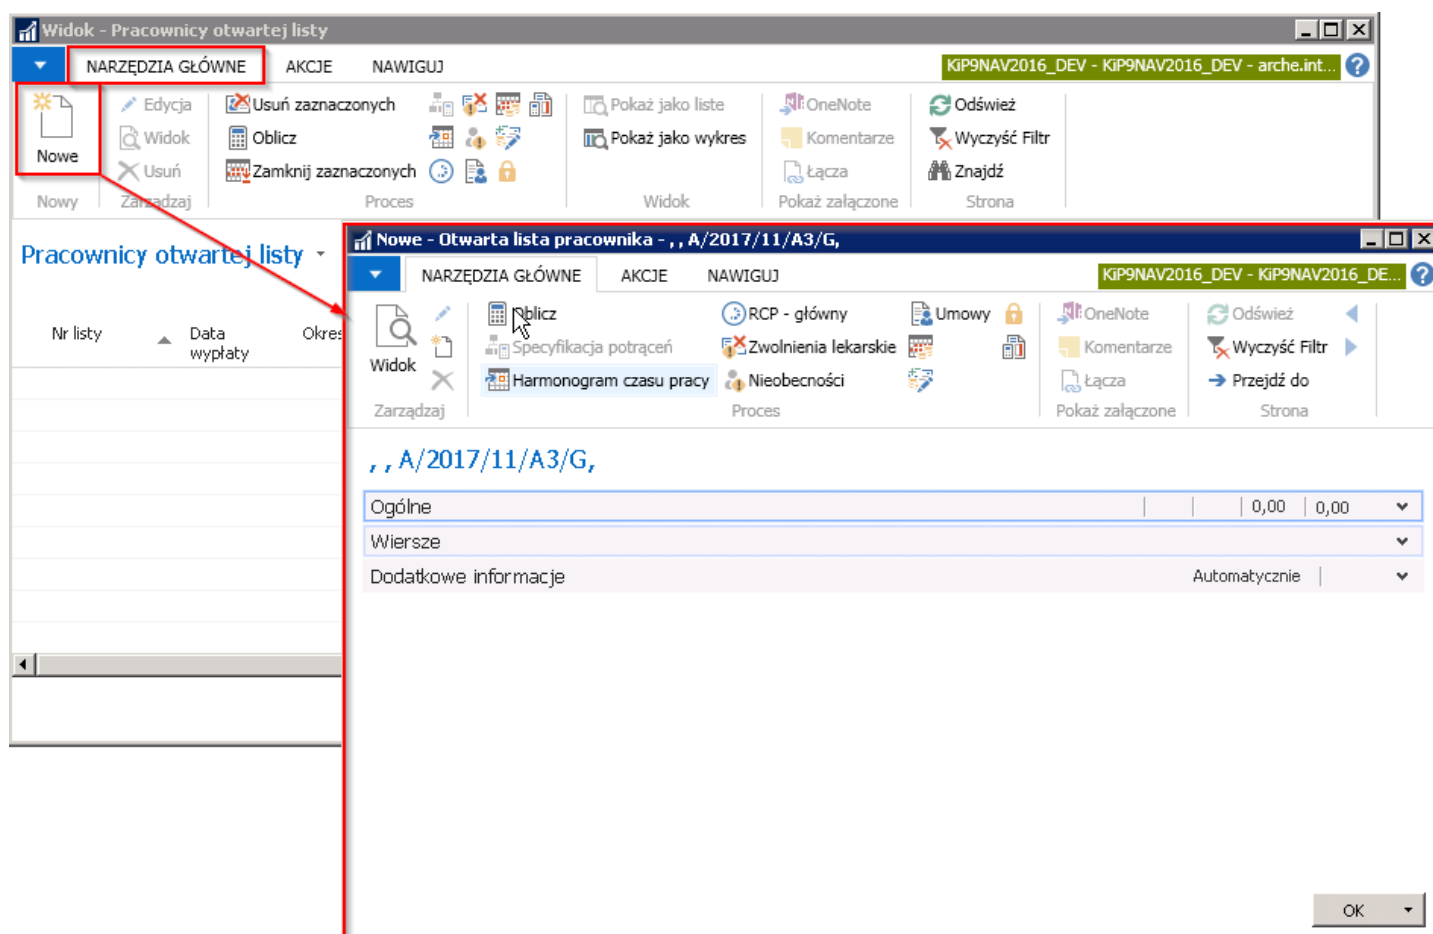 Widok - Pracownicy otwartej listy
NARZĘDZIA GŁÓWNE AKCJE NAWIGUJ KiP9NAV2016_DEV - KiP9NAV2016_DEV - arche.int...
Nowe
Edycja
Widok
Usuń
Usuń zaznaczonych
Oblicz
Zamknij zaznaczonych
Pokaż jako liste
Pokaż jako wykres
OneNote
Komentarze
Łącza
Odśwież
Wyczyść Filtr
Znajdź
Nowy Zarządzaj Proces Widok Pokaż załączone Strona
Pracownicy otwartej listy
Nr listy
Data
wypłaty
Okres
Nowe - Otwarta lista pracownika - , , A/2017/11/A3/G,
NARZĘDZIA GŁÓWNE AKCJE NAWIGUJ KiP9NAV2016_DEV - KiP9NAV2016_DE...
Widok
Oblicz
Specyfikacja potrąceń
Harmonogram czasu pracy
RCP - główny
Zwolnienia lekarskie
Nieobecności
Umowy
OneNote
Komentarze
Łącza
Odśwież
Wyczyść Filtr
Przejdź do
Zarządzaj Proces Pokaż załączone Strona
, , A/2017/11/A3/G,
Ogólne 0,00 0,00
Wiersze
Dodatkowe informacje Automatycznie
OK